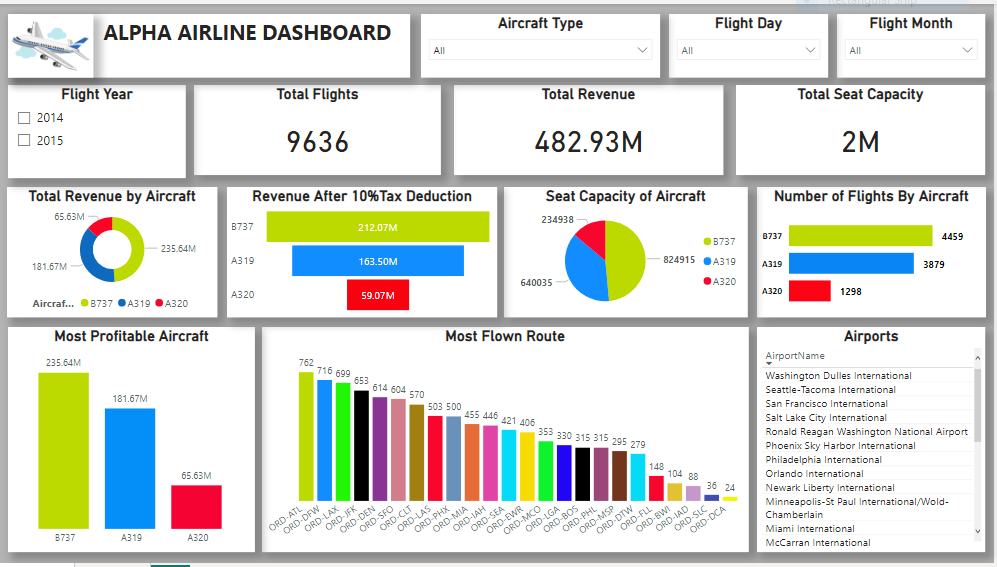 Rectangular Snip
ALPHA AIRLINE DASHBOARD
Aircraft Type
All
Flight Day
All
Flight Month
All
Flight Year
2014
2015
Total Flights
9636
Total Revenue
482.93M
Total Seat Capacity
2M
Total Revenue by Aircraft
65.63M
235.64M
181.67M
Aircraf... B737 A319 A320
Revenue After 10%Tax Deduction
B737 212.07M
A319 163.50M
A320 59.07M
Seat Capacity of Aircraft
234938
824915
640035
B737
A319
A320
Number of Flights By Aircraft
B737 4459
A319 3879
A320 1298
Most Profitable Aircraft
235.64M
181.67M
65.63M
B737 A319 A320
Most Flown Route
762 716 699 653 614 604 570 503 500 455 446 421 406 353 330 315 315 295 279 148 104 88 36 24
ORD-ATL ORD-DFW ORD-LAX ORD-JFK ORD-DEN ORD-SFO ORD-CLT ORD-LAS ORD-PHX ORD-MIA ORD-IAH ORD-SEA ORD-EWR ORD-MCO ORD-LGA ORD-BOS ORD-PHL ORD-MSP ORD-DTW ORD-FLL ORD-BWI ORD-IAD ORD-SLC ORD-DCA
Airports
AirportName
Washington Dulles International
Seattle-Tacoma International
San Francisco International
Salt Lake City International
Ronald Reagan Washington National Airport
Phoenix Sky Harbor International
Philadelphia International
Orlando International
Newark Liberty International
Minneapolis-St Paul International/Wold-
Chamberlain
Miami International
McCarran International